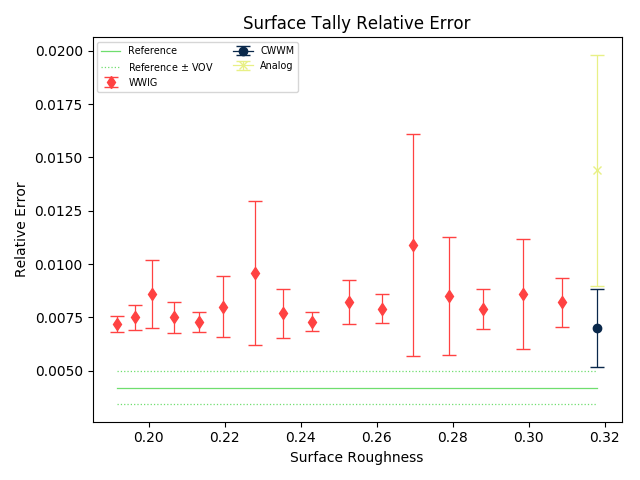 Surface Tally Relative Error
Reference
Reference ± VOV
WWIG
CWWM
Analog
Relative Error
0.0200
0.0175
0.0150
0.0125
0.0100
0.0075
0.0050
0.20 0.22 0.24 0.26 0.28 0.30 0.32
Surface Roughness